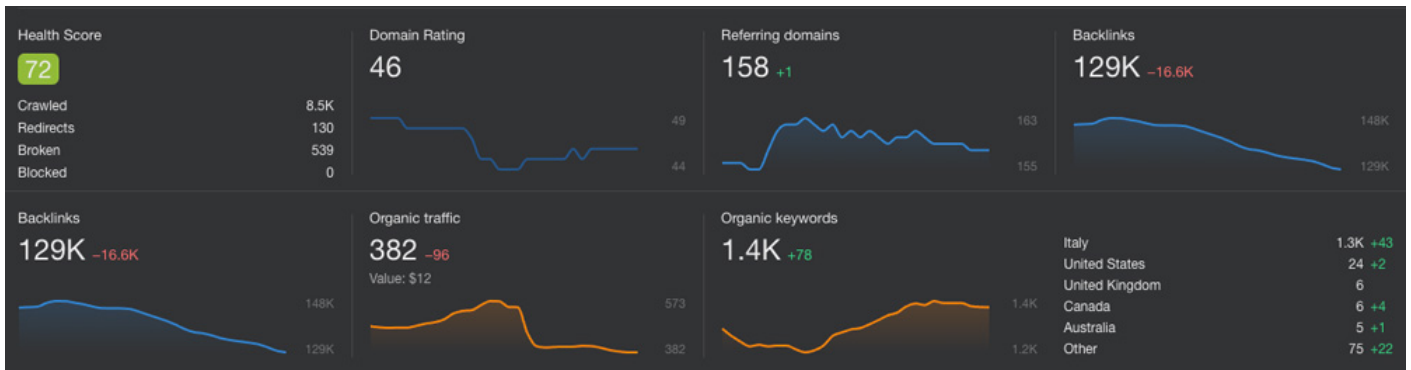 Health Score
72
Crawled 8.5K
Redirects 130
Broken 539
Blocked 0
Domain Rating
46
49
44
Referring domains
158 +1
163
155
Backlinks
129K −16.6K
148K
129K
Backlinks
129K −16.6K
148K
129K
Organic traffic
382 −96
Value: $12
573
382
Organic keywords
1.4K +78
1.4K
1.2K
Italy 1.3K +43
United States 24 +2
United Kingdom 6
Canada 6 +4
Australia 5 +1
Other 75 +22